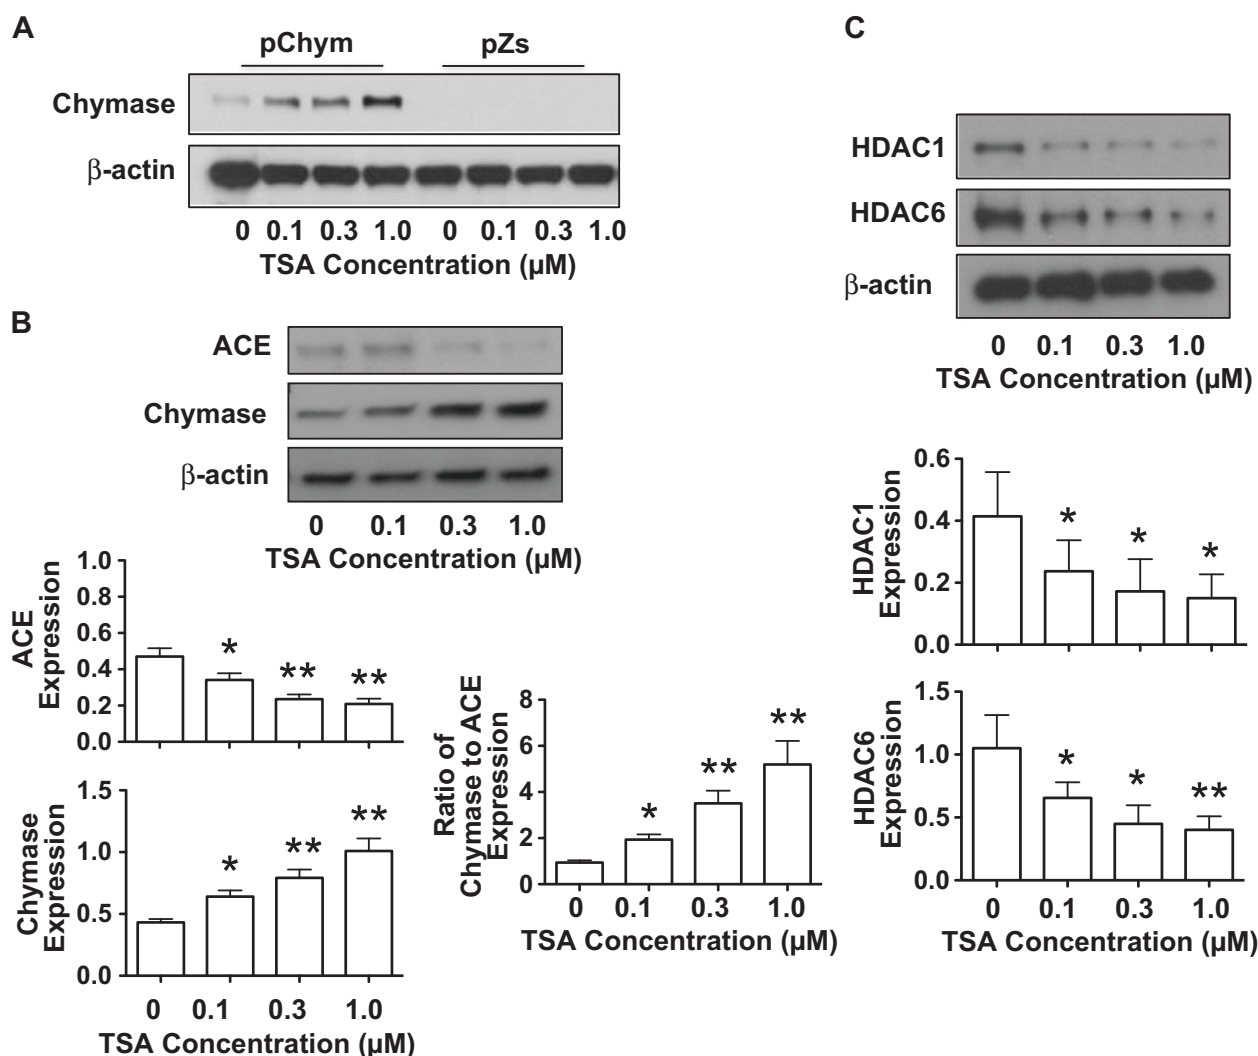 A
pChym
pZs
Chymase
β-actin
0 0.1 0.3 1.0 0 0.1 0.3 1.0
TSA Concentration (µM)
B
ACE
Chymase
β-actin
0 0.1 0.3 1.0
TSA Concentration (µM)
ACE
Expression
1.0
0.8
0.6
0.4
0.2
0.0
* ** **
Chymase
Expression
1.5
1.0
0.5
0.0
* ** **
0 0.1 0.3 1.0
TSA Concentration (µM)
Ratio of
Chymase to ACE
Expression
8
6
4
2
0
* ** **
0 0.1 0.3 1.0
TSA Concentration (µM)
C
HDAC1
HDAC6
β-actin
0 0.1 0.3 1.0
TSA Concentration (µM)
HDAC1
Expression
0.6
0.4
0.2
0.0
* * *
HDAC6
Expression
1.5
1.0
0.5
0.0
* * **
0 0.1 0.3 1.0
TSA Concentration (µM)